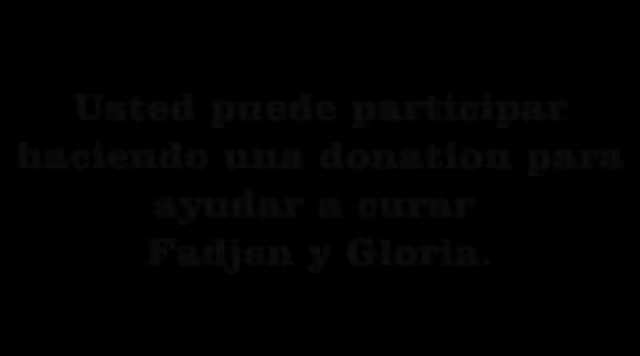 Usted puede participar
haciendo una donation para
ayudar a curar
Fadjen y Gloria.